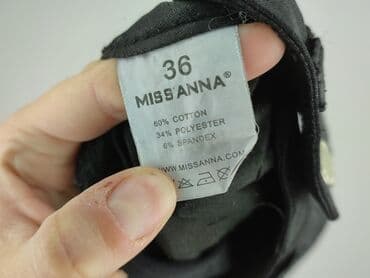 36
MISS'ANNA®
60% COTTON
34% POLYESTER
6% SPANDEX
WWW.MISSANNA.COM